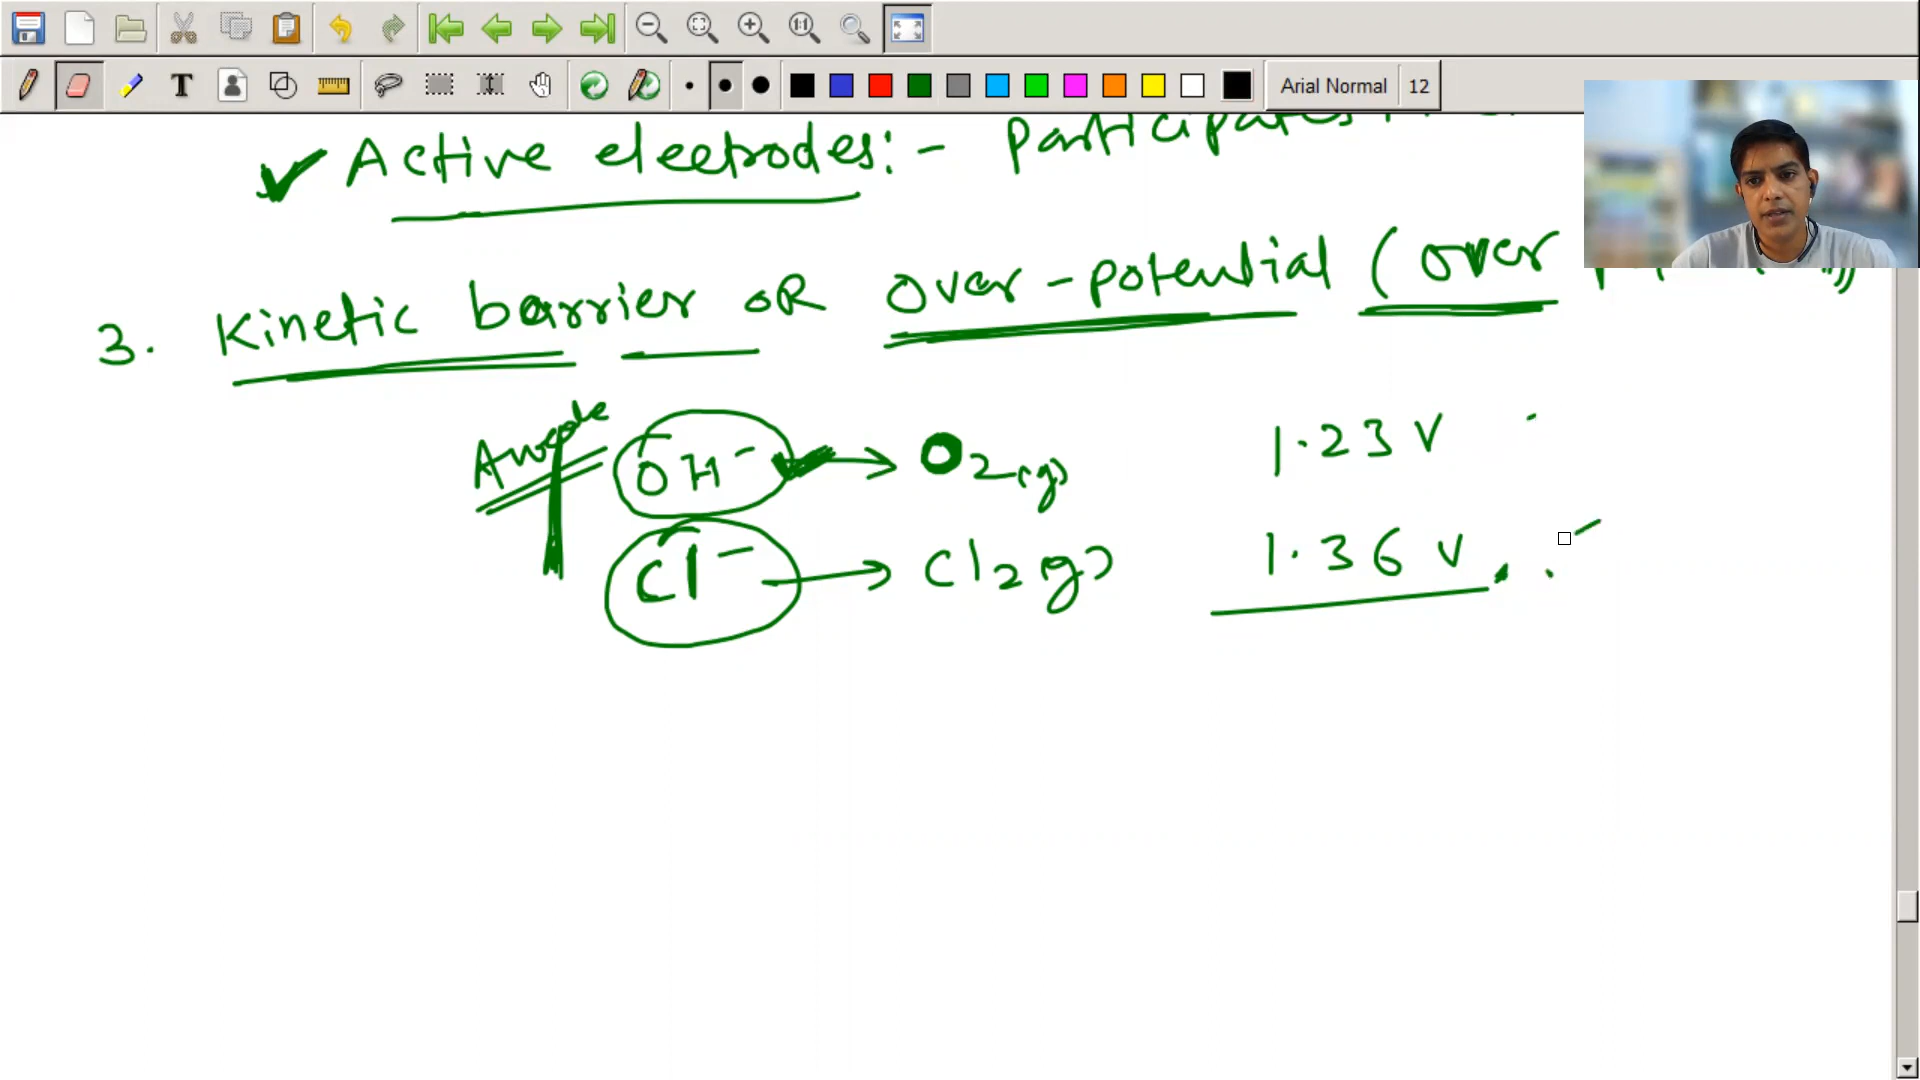 Arial Normal 12
✔ Active electrodes:- Participates
3. Kinetic barrier OR over-potential (over
Anode OH⁻ → O₂(g) 1.23 V
Cl⁻ → Cl₂(g) 1.36 V